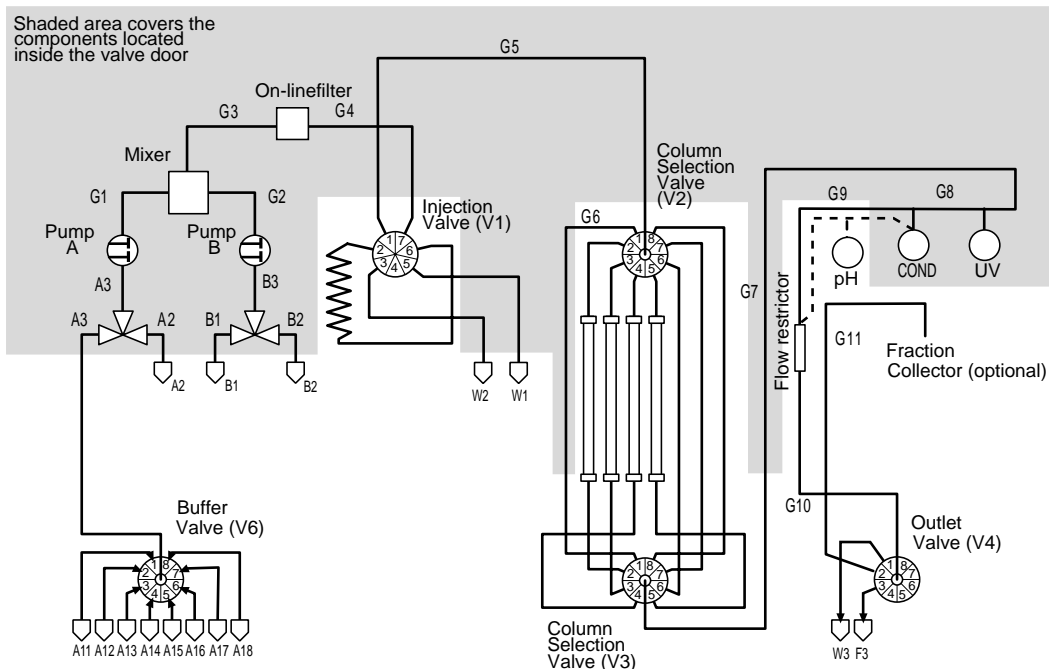 Shaded area covers the
components located
inside the valve door
G5
On-linefilter
G3
G4
Mixer
Column
Selection
Valve
(V2)
G1
G2
G9
G8
Injection
Valve (V1)
G6
Pump
A
Pump
B
1 7
2 6
3 5
4
1 8
2 7
3 6
4 5
pH
COND
UV
A3
B3
G7
A3
A2
B1
B2
Flow restrictor
G11
Fraction
Collector (optional)
A2
B1
B2
W2
W1
G10
Buffer
Valve (V6)
Outlet
Valve (V4)
1 8
2 7
3 6
4 5
1 8
2 7
3 6
4 5
1 8
2 7
3 6
4 5
A11 A12 A13 A14 A15 A16 A17 A18
Column
Selection
Valve (V3)
W3 F3